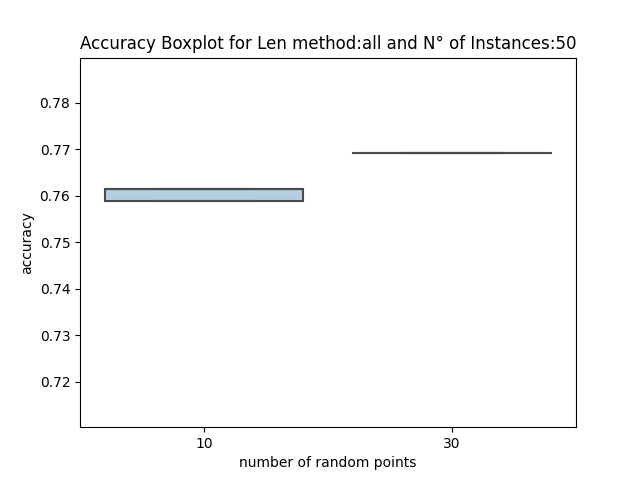 Accuracy Boxplot for Len method:all and N° of Instances:50
0.78
0.77
0.76
0.75
0.74
0.73
0.72
accuracy
10 30
number of random points